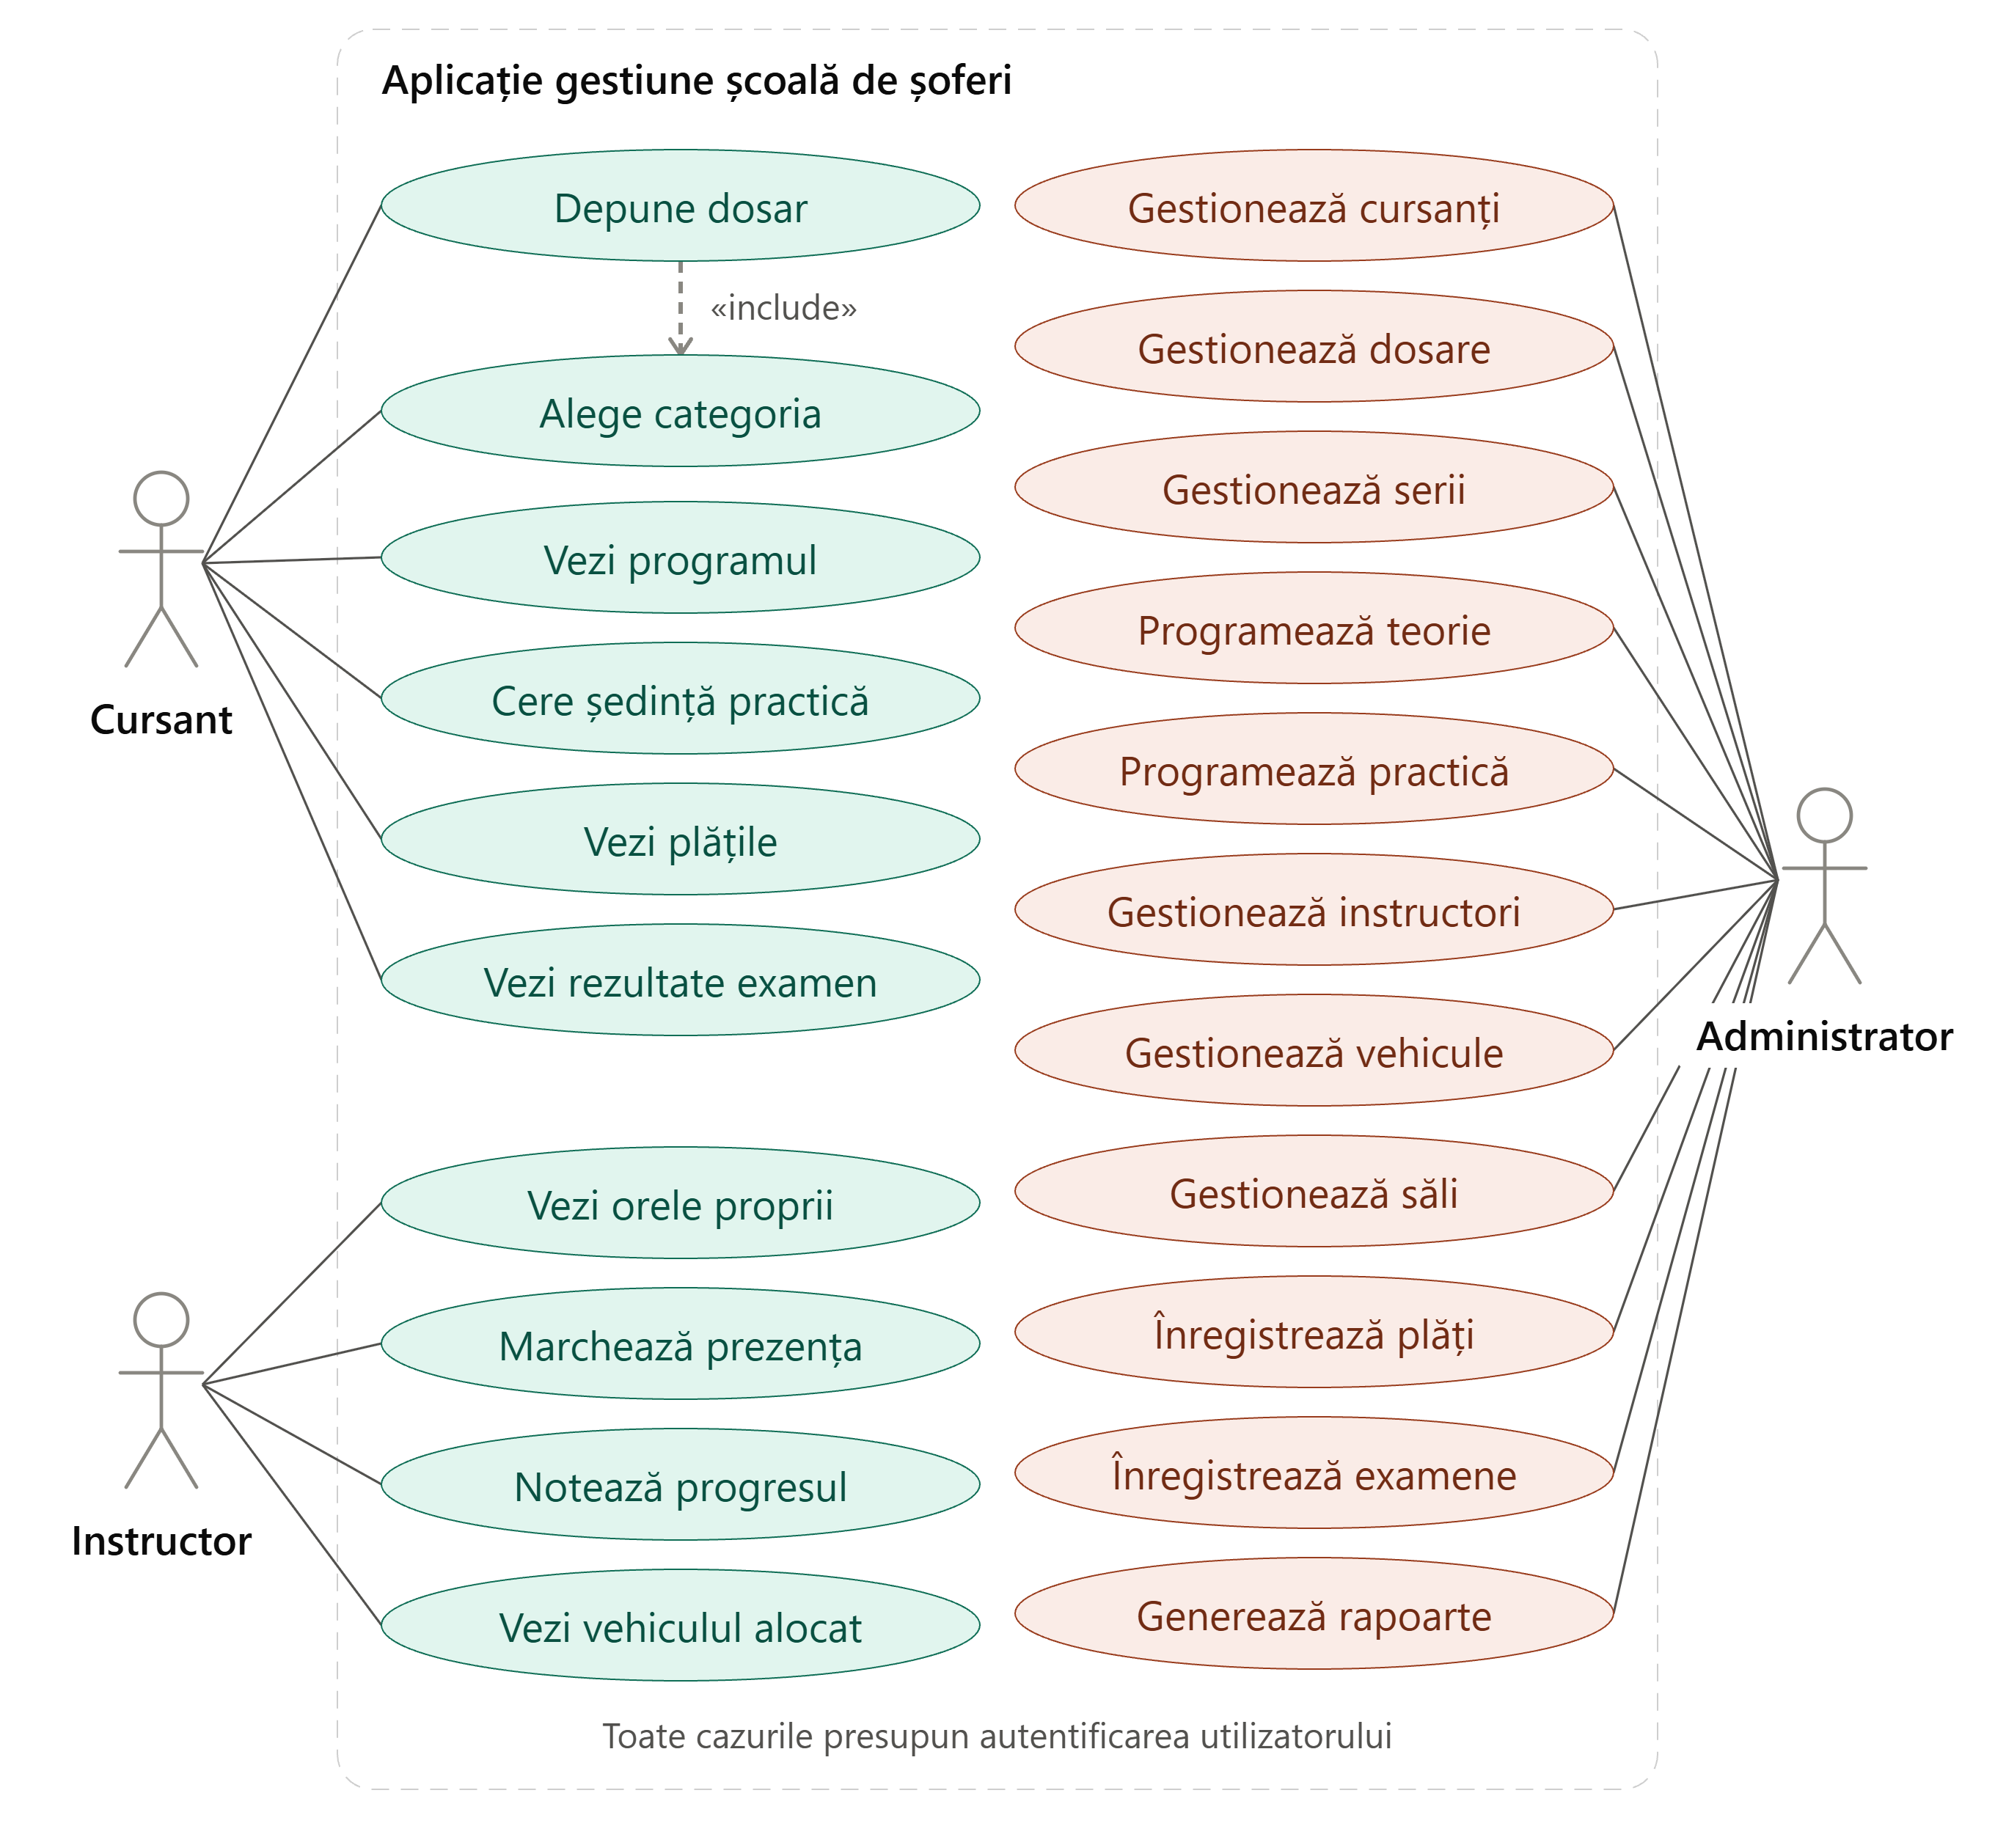 Aplicație gestiune școală de șoferi
Depune dosar
«include»
Alege categoria
Vezi programul
Cere ședință practică
Vezi plățile
Vezi rezultate examen
Cursant
Vezi orele proprii
Marchează prezența
Notează progresul
Vezi vehiculul alocat
Instructor
Gestionează cursanți
Gestionează dosare
Gestionează serii
Programează teorie
Programează practică
Gestionează instructori
Gestionează vehicule
Gestionează săli
Înregistrează plăți
Înregistrează examene
Generează rapoarte
Administrator
Toate cazurile presupun autentificarea utilizatorului